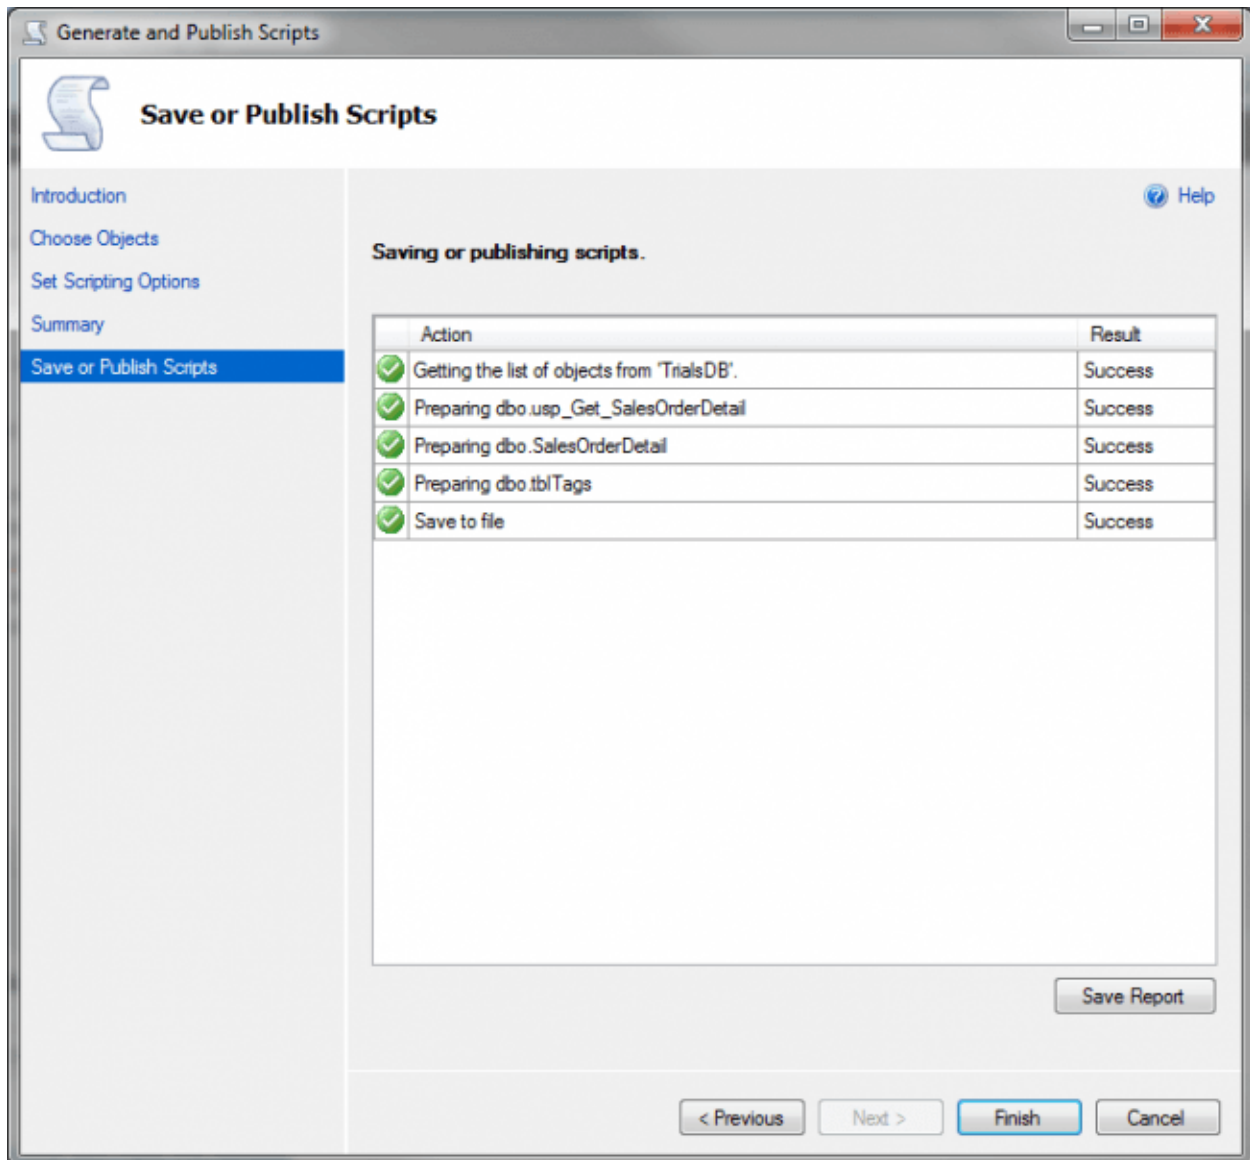 Generate and Publish Scripts
Save or Publish Scripts
Introduction
Choose Objects
Set Scripting Options
Summary
Save or Publish Scripts
Help
Saving or publishing scripts.
Action Result
Getting the list of objects from 'TrialsDB'. Success
Preparing dbo.usp_Get_SalesOrderDetail Success
Preparing dbo.SalesOrderDetail Success
Preparing dbo.tblTags Success
Save to file Success
Save Report
< Previous Next > Finish Cancel